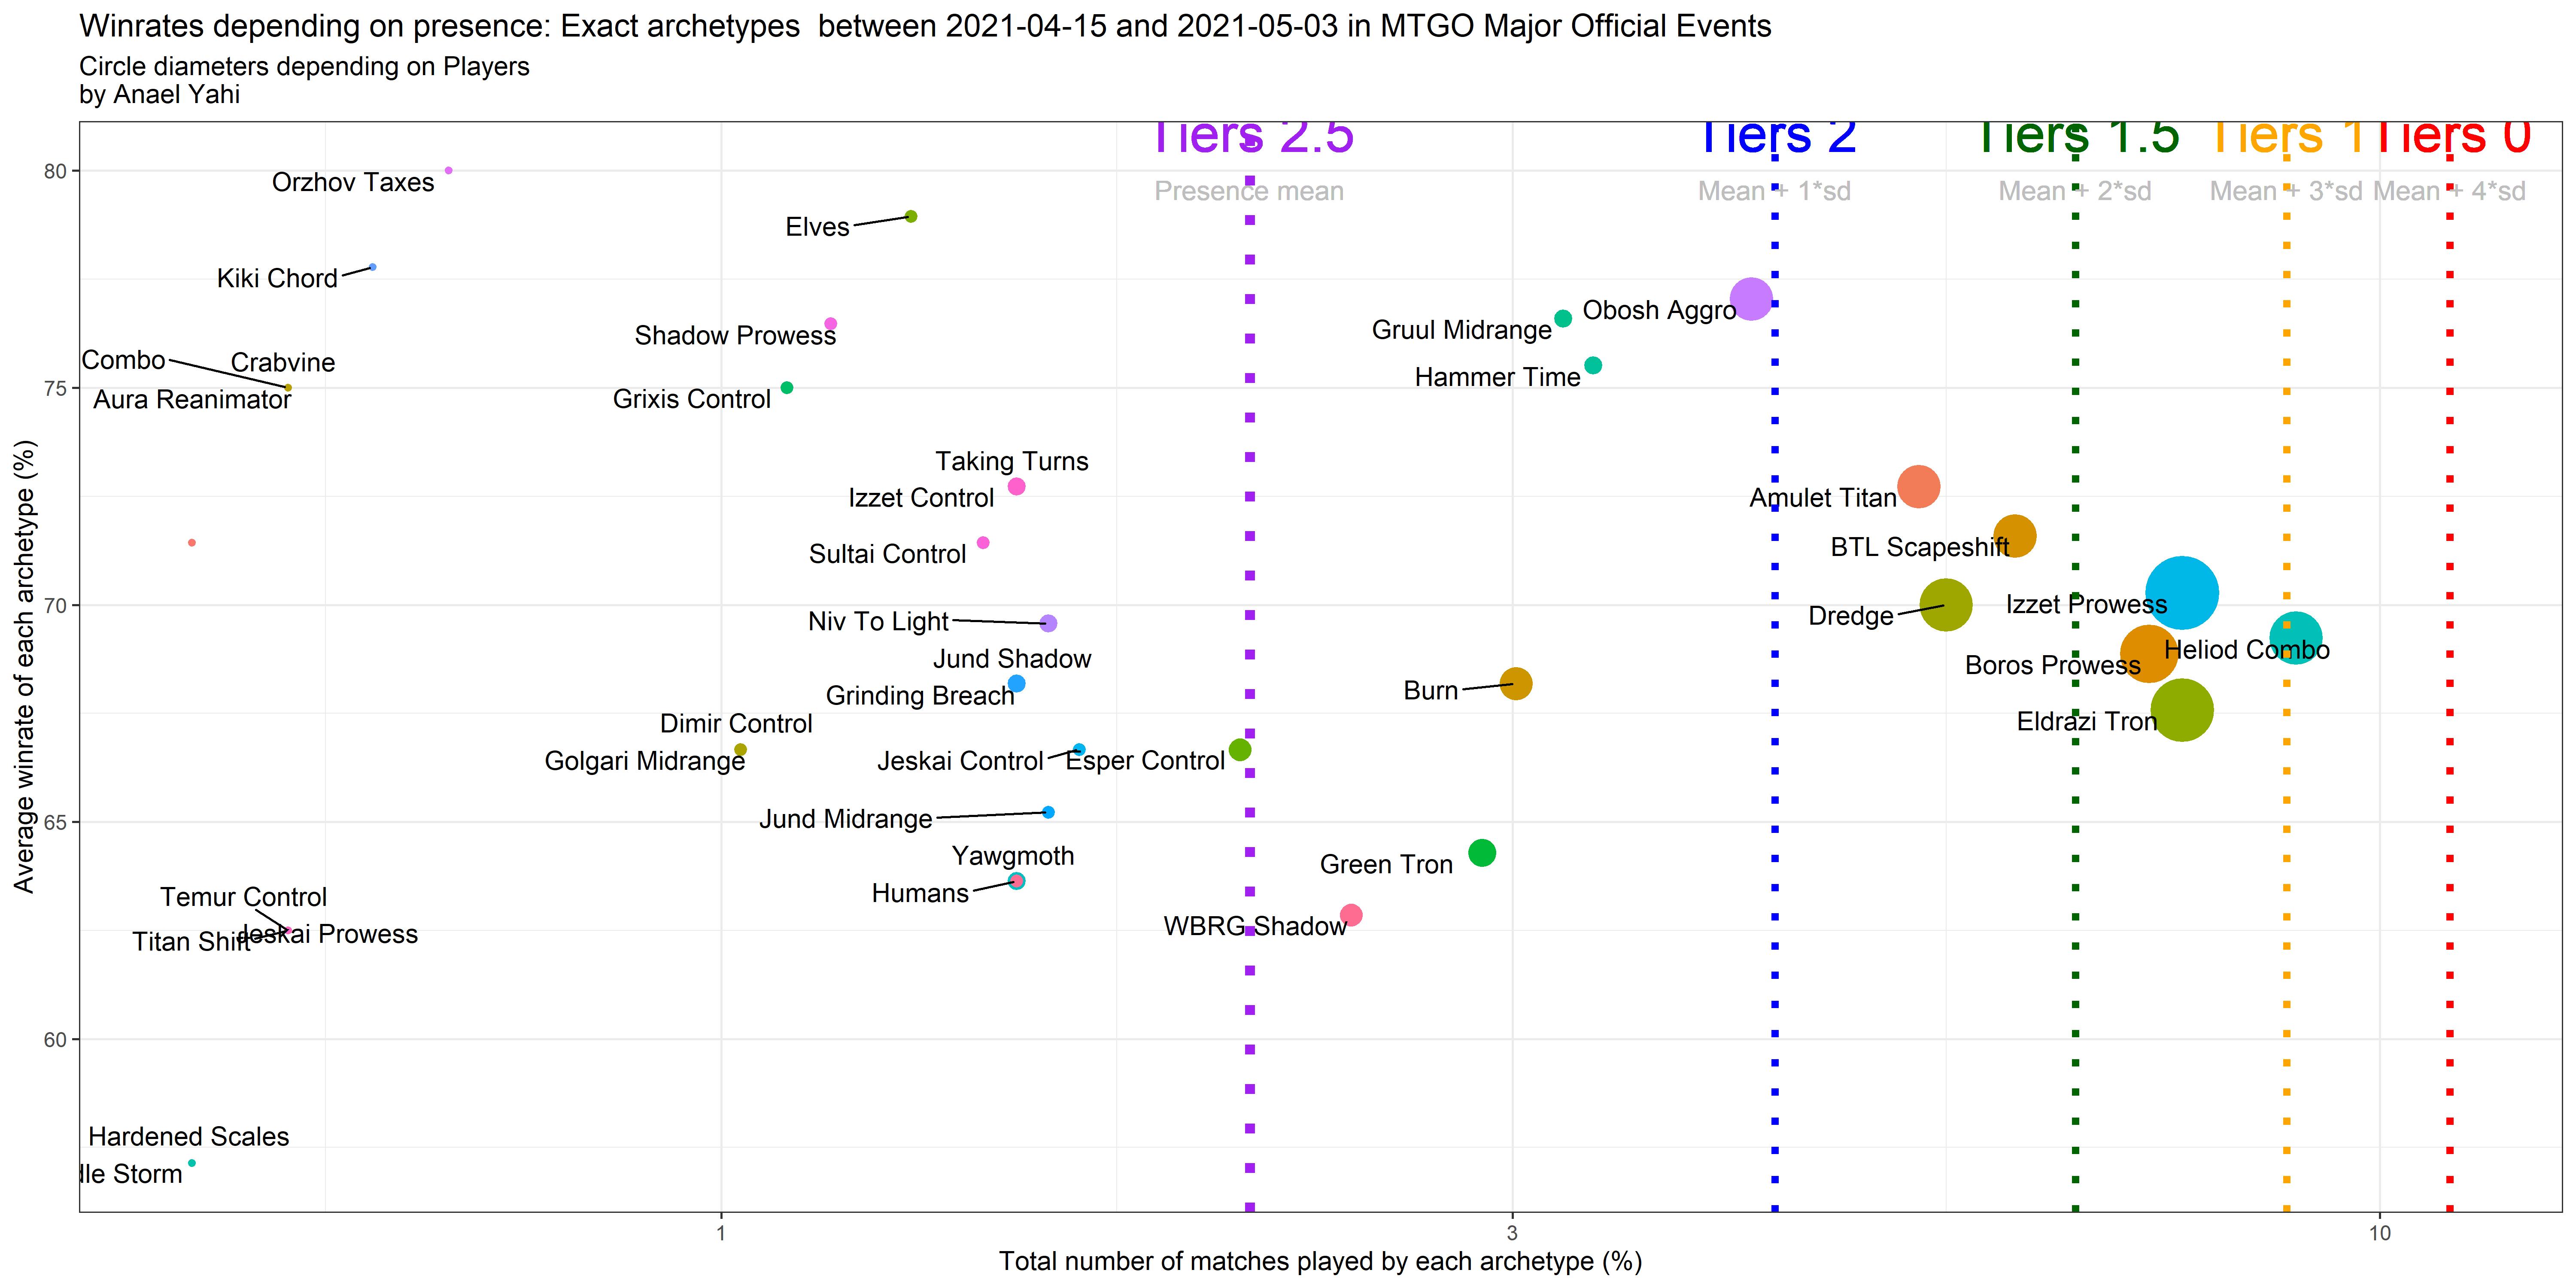 Winrates depending on presence: Exact archetypes  between 2021-04-15 and 2021-05-03 in MTGO Major Official Events
Circle diameters depending on Players
by Anael Yahi
Tiers 2.5
Tiers 2
Tiers 1.5
Tiers 1
Tiers 0
Presence mean
Mean + 1*sd
Mean + 2*sd
Mean + 3*sd
Mean + 4*sd
80
75
70
65
60
Average winrate of each archetype (%)
Orzhov Taxes
Elves
Kiki Chord
Shadow Prowess
Gruul Midrange
Obosh Aggro
Combo
Crabvine
Aura Reanimator
Grixis Control
Hammer Time
Taking Turns
Izzet Control
Amulet Titan
Sultai Control
BTL Scapeshift
Niv To Light
Dredge
Izzet Prowess
Jund Shadow
Heliod Combo
Boros Prowess
Grinding Breach
Burn
Dimir Control
Eldrazi Tron
Golgari Midrange
Jeskai Control
Esper Control
Jund Midrange
Yawgmoth
Green Tron
Humans
Temur Control
WBRG Shadow
Titan Shift
Jeskai Prowess
Hardened Scales
dle Storm
1
3
10
Total number of matches played by each archetype (%)